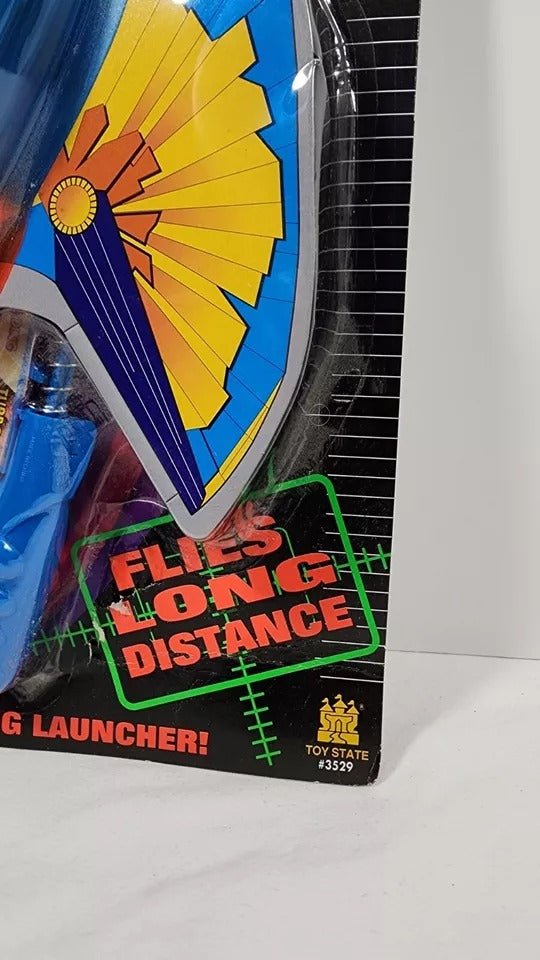 FLIES
LONG
DISTANCE
G LAUNCHER!
®
TOY STATE
#3529